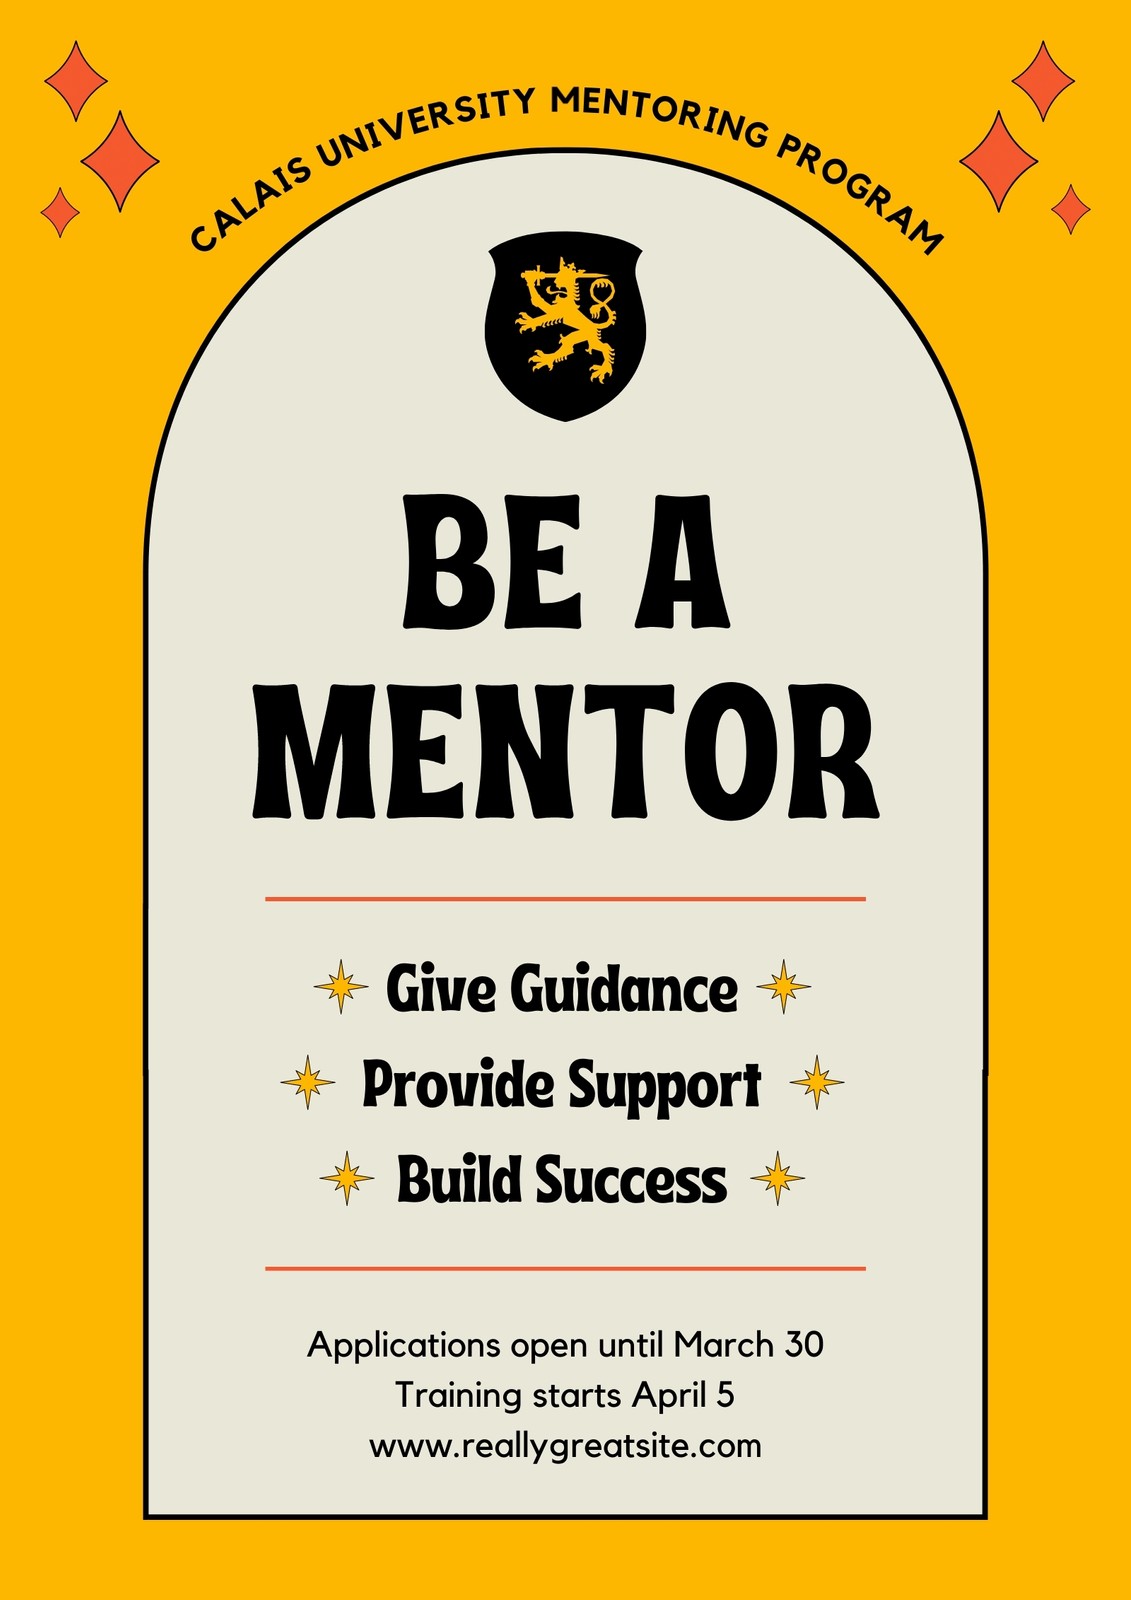 CALAIS UNIVERSITY MENTORING PROGRAM
BE A
MENTOR
Give Guidance
Provide Support
Build Success
Applications open until March 30
Training starts April 5
www.reallygreatsite.com